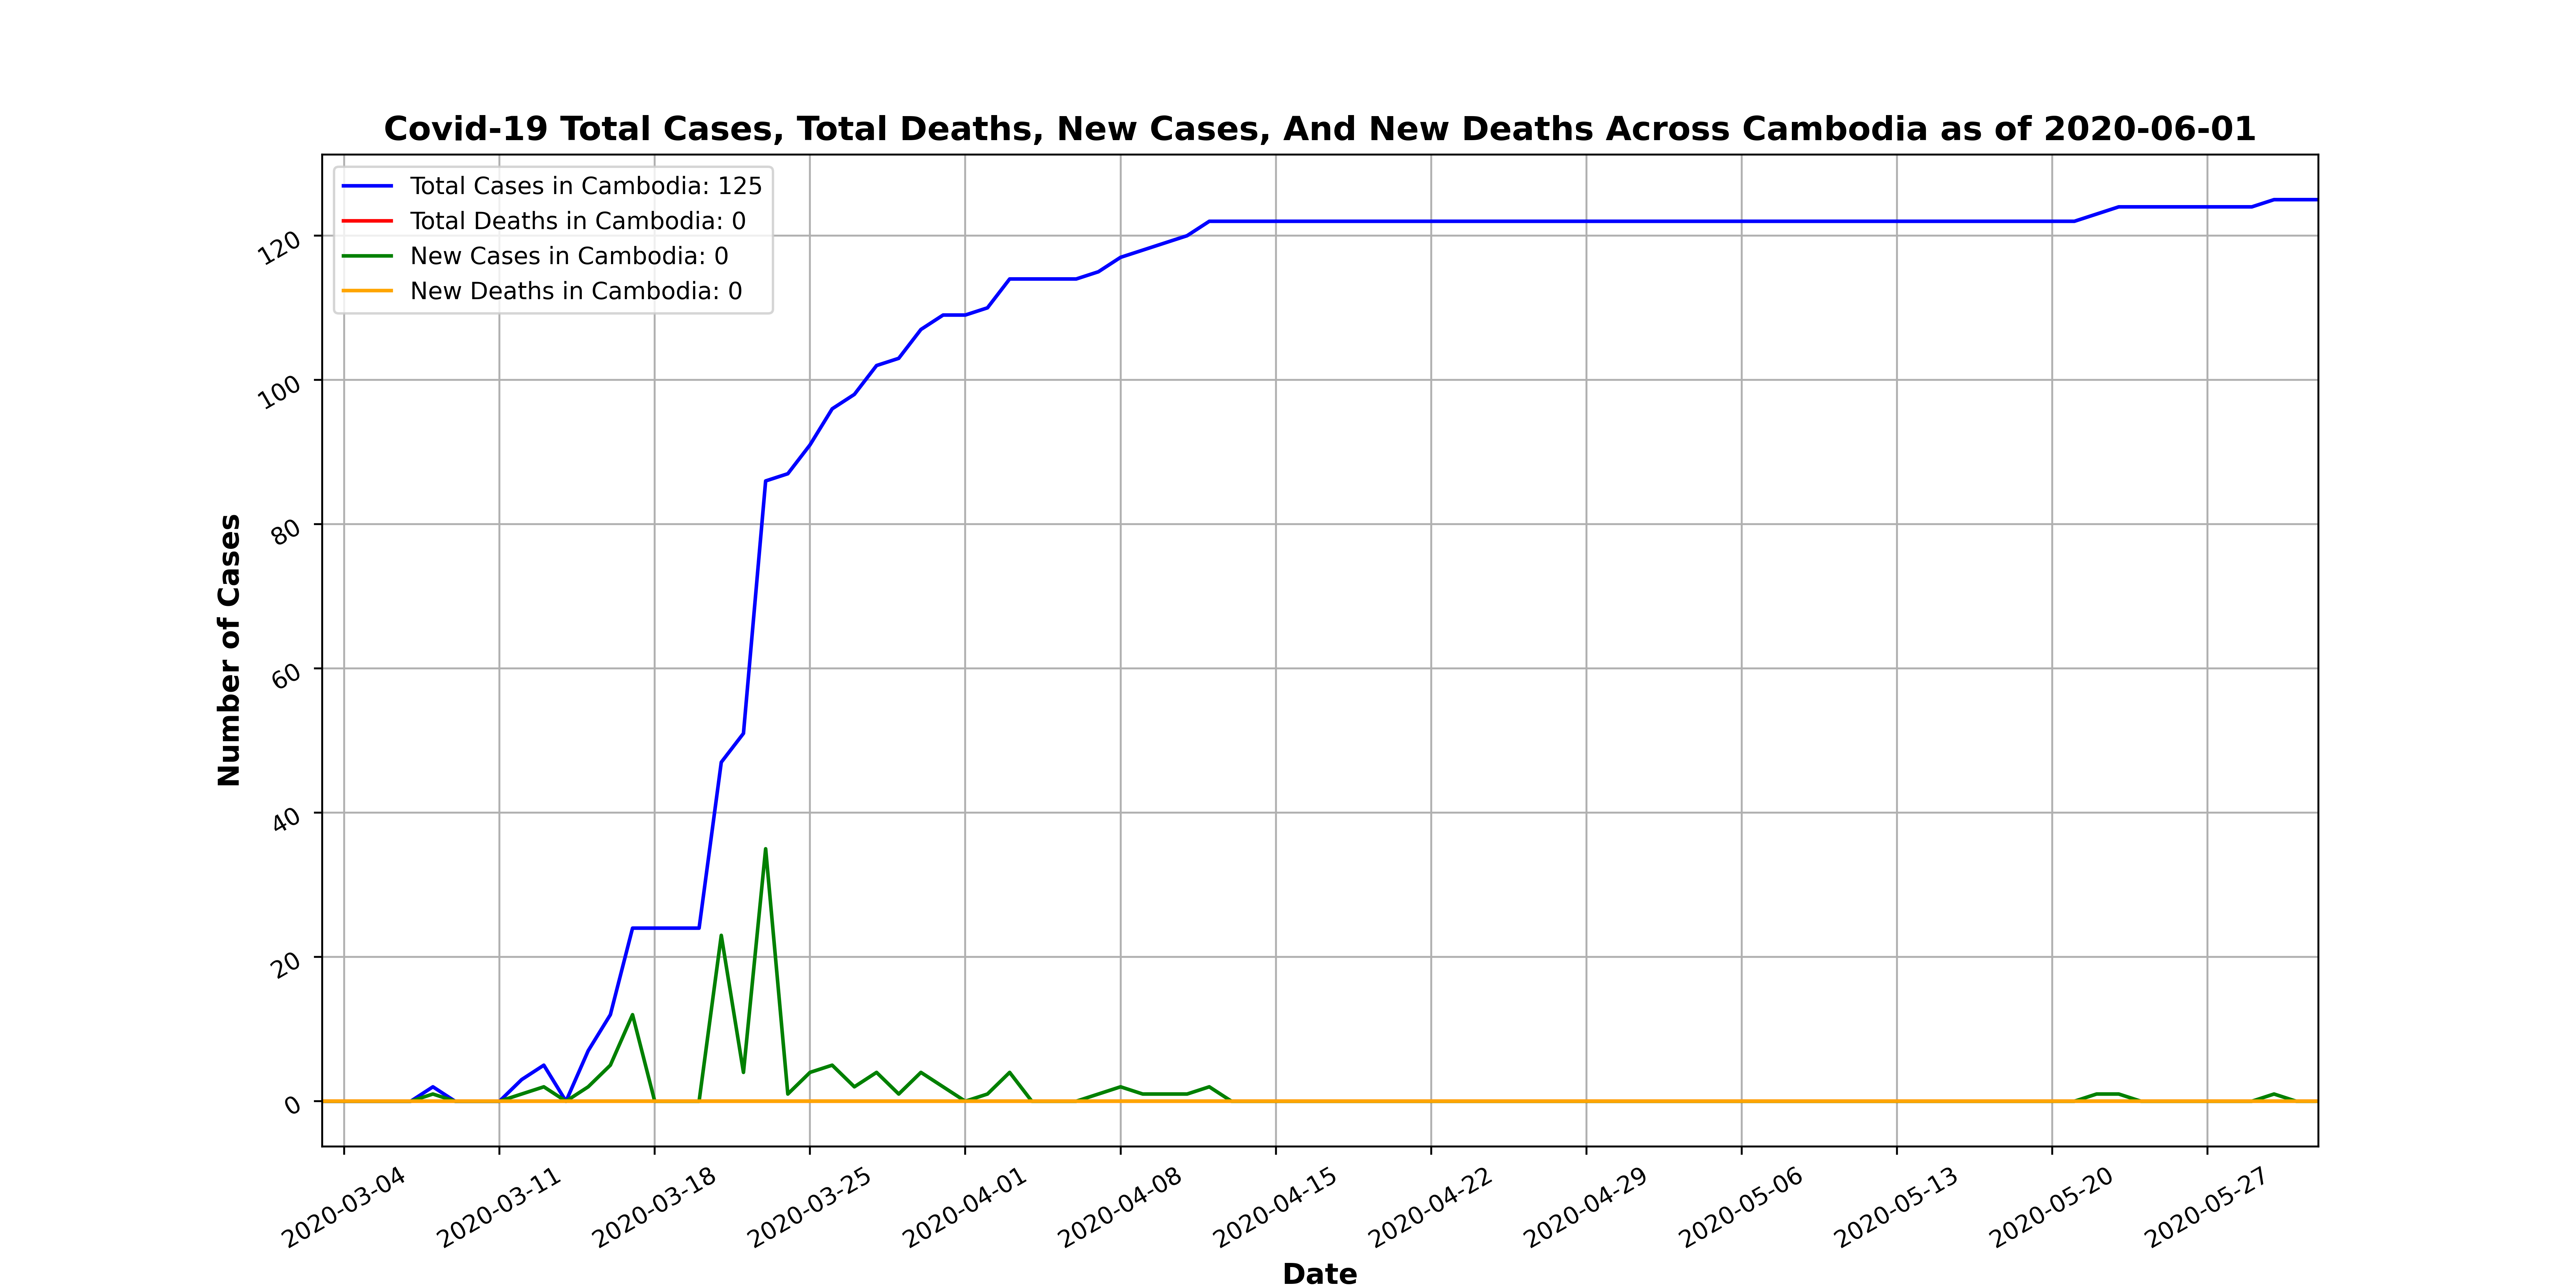 Covid-19 Total Cases, Total Deaths, New Cases, And New Deaths Across Cambodia as of 2020-06-01
Total Cases in Cambodia: 125
Total Deaths in Cambodia: 0
New Cases in Cambodia: 0
New Deaths in Cambodia: 0
Number of Cases
120
100
80
60
40
20
0
2020-03-04
2020-03-11
2020-03-18
2020-03-25
2020-04-01
2020-04-08
2020-04-15
2020-04-22
2020-04-29
2020-05-06
2020-05-13
2020-05-20
2020-05-27
Date